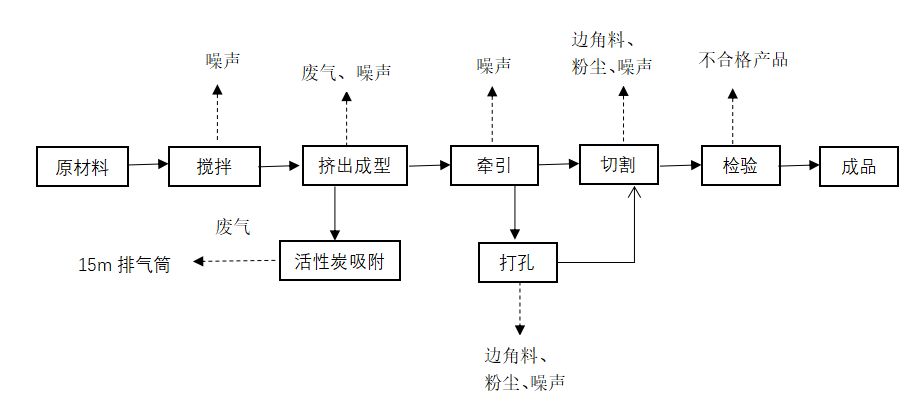 噪声
废气、噪声
噪声
边角料、
粉尘、噪声
不合格产品
原材料
搅拌
挤出成型
牵引
切割
检验
成品
废气
15m 排气筒
活性炭吸附
打孔
边角料、
粉尘、噪声